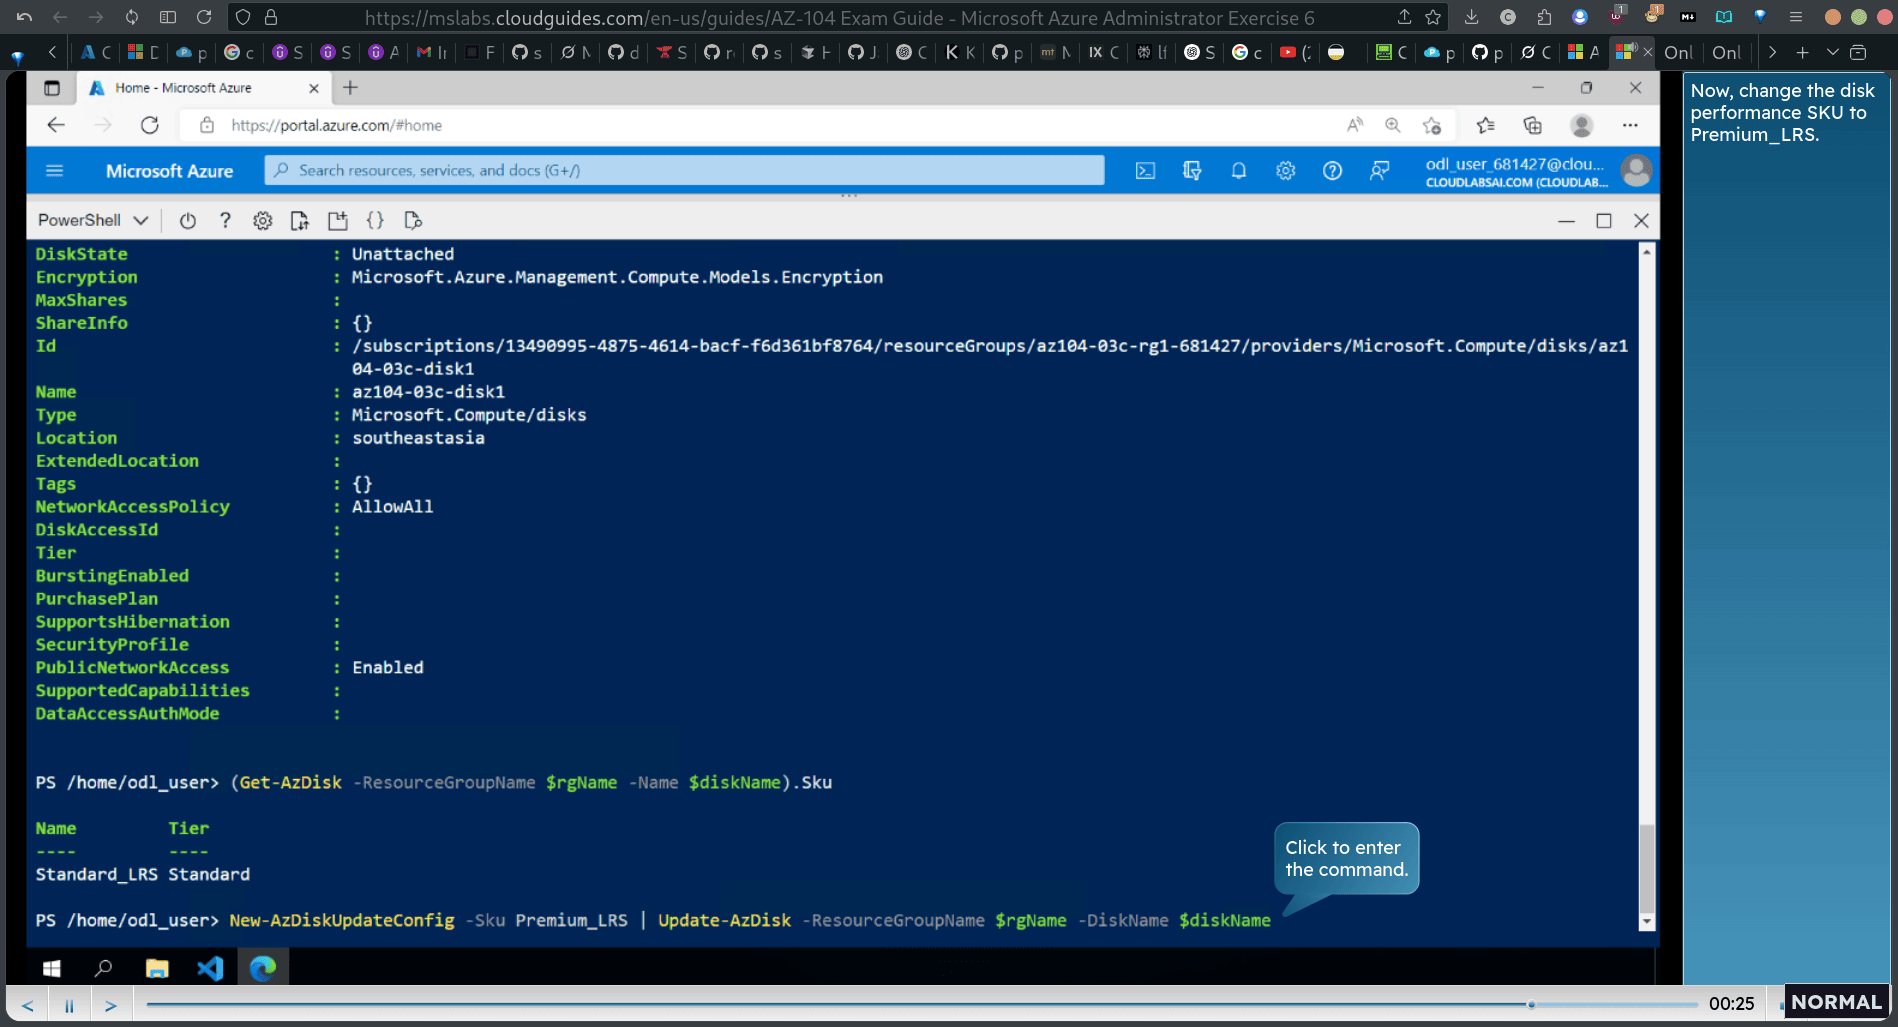 https://mslabs.cloudguides.com/en-us/guides/AZ-104 Exam Guide - Microsoft Azure Administrator Exercise 6
Onl
Onl
Home - Microsoft Azure
https://portal.azure.com/#home
Microsoft Azure
Search resources, services, and docs (G+/)
odl_user_681427@clou...
CLOUDLABSAI.COM (CLOUDLAB...
PowerShell
DiskState : Unattached
Encryption : Microsoft.Azure.Management.Compute.Models.Encryption
MaxShares :
ShareInfo : {}
Id : /subscriptions/13490995-4875-4614-bacf-f6d361bf8764/resourceGroups/az104-03c-rg1-681427/providers/Microsoft.Compute/disks/az1
04-03c-disk1
Name : az104-03c-disk1
Type : Microsoft.Compute/disks
Location : southeastasia
ExtendedLocation :
Tags : {}
NetworkAccessPolicy : AllowAll
DiskAccessId :
Tier :
BurstingEnabled :
PurchasePlan :
SupportsHibernation :
SecurityProfile :
PublicNetworkAccess : Enabled
SupportedCapabilities :
DataAccessAuthMode :
PS /home/odl_user> (Get-AzDisk -ResourceGroupName $rgName -Name $diskName).Sku
Name Tier
---- ----
Standard_LRS Standard
PS /home/odl_user> New-AzDiskUpdateConfig -Sku Premium_LRS | Update-AzDisk -ResourceGroupName $rgName -DiskName $diskName
Click to enter
the command.
Now, change the disk
performance SKU to
Premium_LRS.
00:25
NORMAL